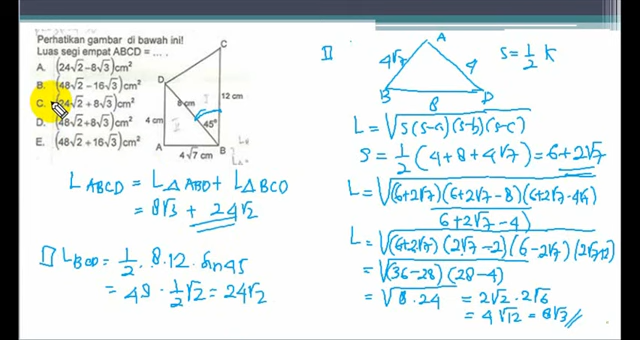 Perhatikan gambar di bawah ini!
Luas segi empat ABCD = ... .
A. (24√2 – 8√3) cm²
B. (48√2 – 16√3) cm²
C. (24√2 + 8√3) cm²
D. (48√2 + 8√3) cm²
E. (48√2 + 16√3) cm²
C
D
12 cm
8 cm
I
4 cm
II
45°
A
B
4√7 cm
L ABCD = L△ABD + L△BCD
= 8√3 + 24√2
I L BCD = 1/2 . 8.12. sin 45
= 48 . 1/2 √2 = 24√2
II
A
4√7
4
B
8
D
S = 1/2 K
L = √(s(s-a)(s-b)(s-c))
S = 1/2 (4+8+4√7) = 6+2√7
L = √((6+2√7)(6+2√7-8)(6+2√7-4√7)
6+2√7-4)
L = √((6+2√7)(2√7-2)(6-2√7)(2√7+2)
= √((36-28)(28-4)
= √(8.24) = 2√2 . 2√6
= 4√12 = 8√3 //